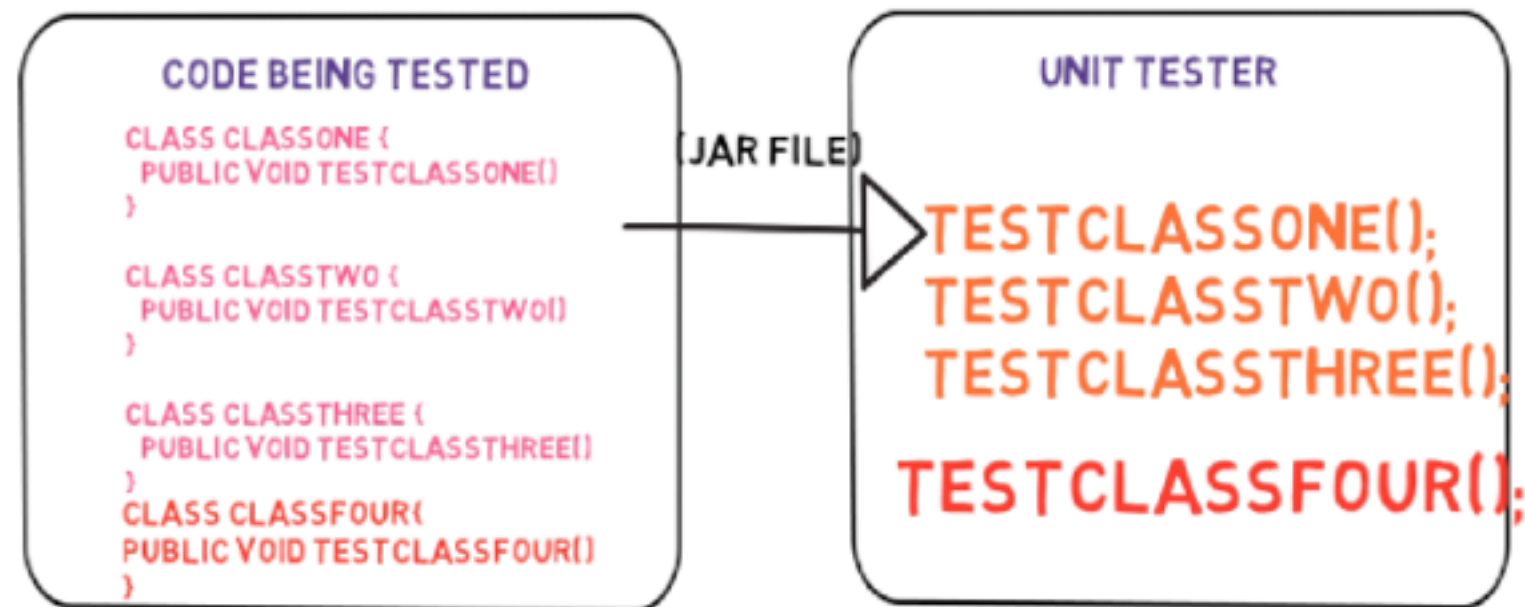 CODE BEING TESTED
CLASS CLASSONE {
PUBLIC VOID TESTCLASSONE()
}
CLASS CLASSTWO {
PUBLIC VOID TESTCLASSTWO()
}
CLASS CLASSTHREE {
PUBLIC VOID TESTCLASSTHREE()
}
CLASS CLASSFOUR{
PUBLIC VOID TESTCLASSFOUR()
}
(JAR FILE)
UNIT TESTER
TESTCLASSONE();
TESTCLASSTWO();
TESTCLASSTHREE();
TESTCLASSFOUR();